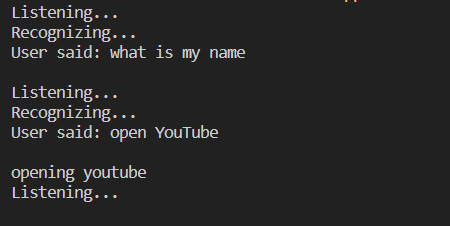 Listening...
Recognizing...
User said: what is my name
Listening...
Recognizing...
User said: open YouTube
opening youtube
Listening...